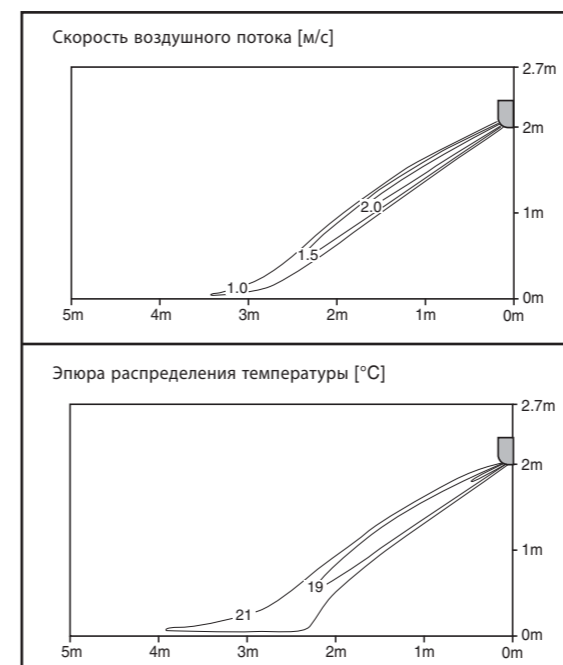 Скорость воздушного потока [м/с]
2.7m
2m
2.0
1m
1.5
1.0
0m
5m 4m 3m 2m 1m 0m
Эпюра распределения температуры [°C]
2.7m
2m
1m
19
21
0m
5m 4m 3m 2m 1m 0m